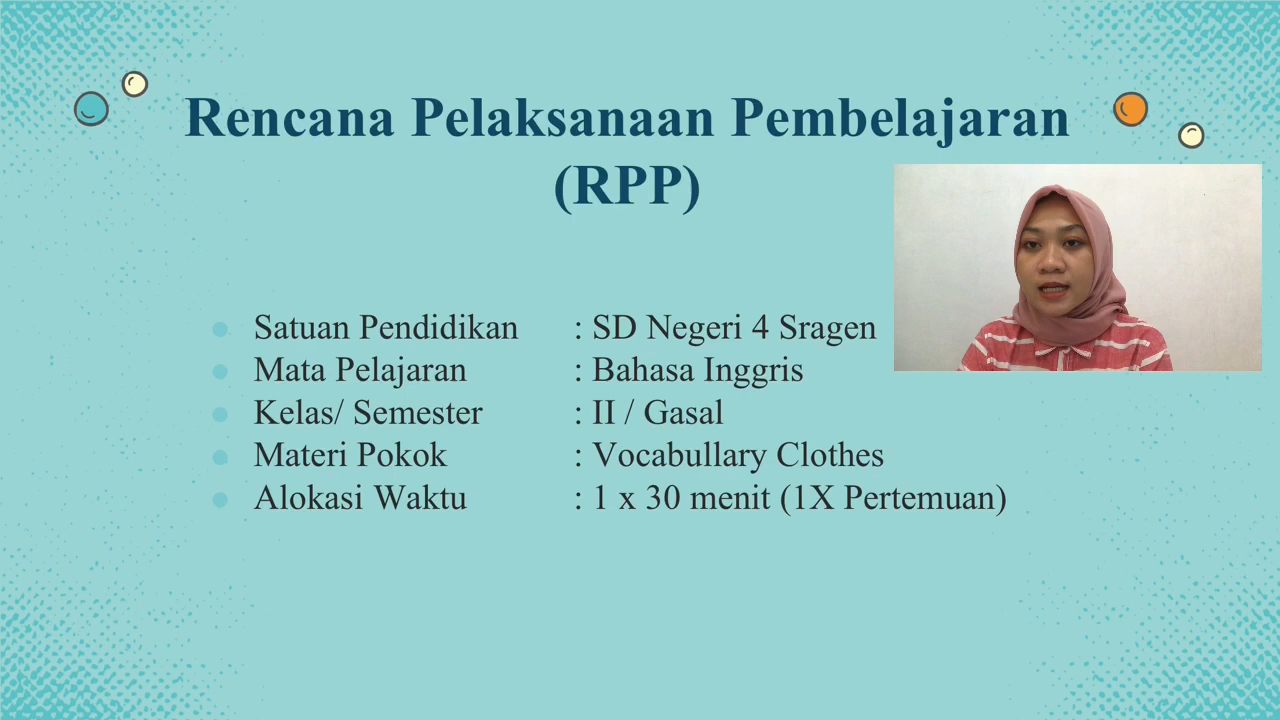 Rencana Pelaksanaan Pembelajaran
(RPP)
Satuan Pendidikan : SD Negeri 4 Sragen
Mata Pelajaran : Bahasa Inggris
Kelas/ Semester : II / Gasal
Materi Pokok : Vocabullary Clothes
Alokasi Waktu : 1 x 30 menit (1X Pertemuan)